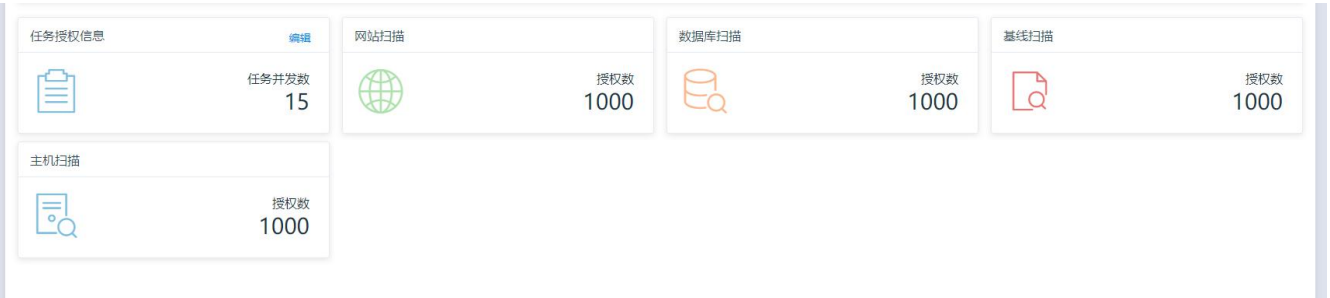 任务授权信息 编辑
任务并发数
15
网站扫描
授权数
1000
数据库扫描
授权数
1000
基线扫描
授权数
1000
主机扫描
授权数
1000